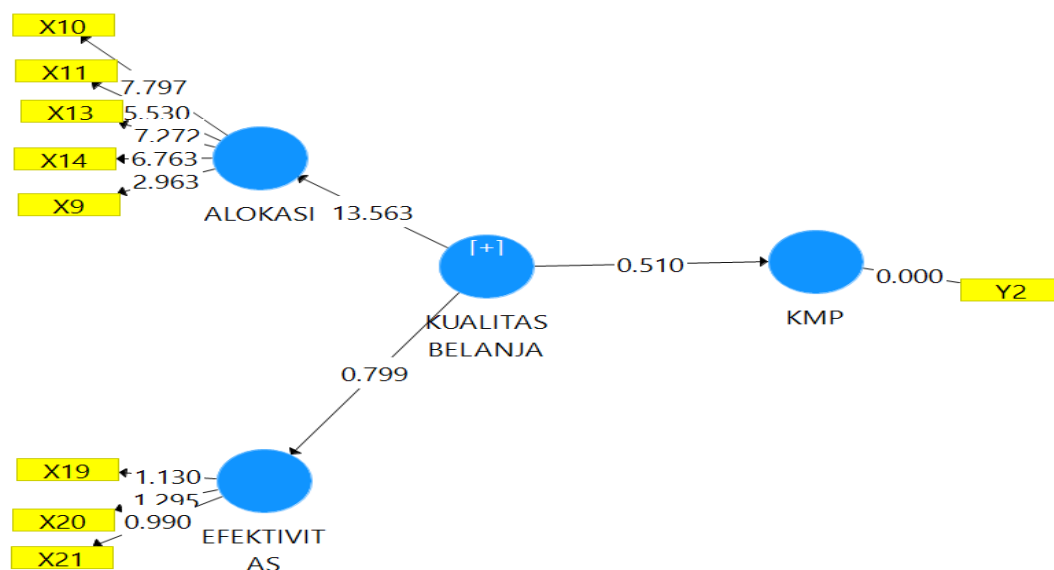 X10
X11
X13
X14
X9
7.797
5.530
7.272
6.763
2.963
ALOKASI
13.563
[+]
KUALITAS
BELANJA
0.510
KMP
0.000
Y2
0.799
X19
X20
X21
1.130
1.295
0.990
EFEKTIVIT
AS